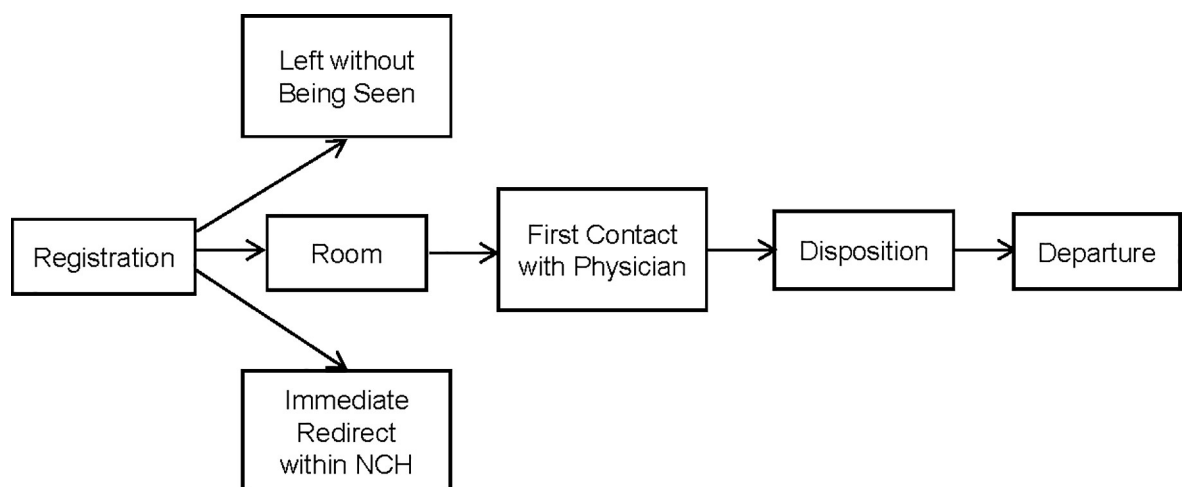 Left without
Being Seen
Registration
Room
First Contact
with Physician
Disposition
Departure
Immediate
Redirect
within NCH